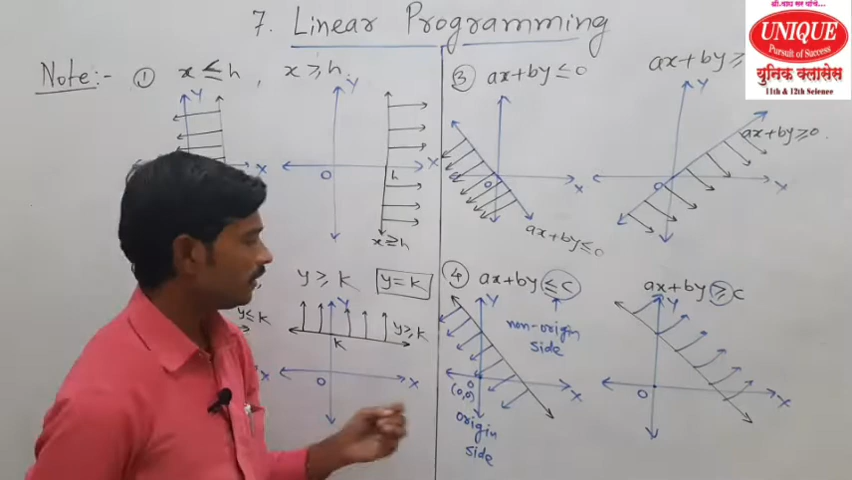 7. Linear Programming
Note:- ① x ≤ h , x ≥ h
Y
X
Y
X
O
h
x ≥ h
y ≤ k
X
y ≥ k
y = k
Y
y ≥ k
k
X
O
③ ax + by ≤ 0
X
O
ax + by ≤ 0
ax + by ≥
Y
ax + by ≥ 0
X
O
④ ax + by ≤ c
non-origin
side
Y
X
O
(0,0)
origin
side
ax + by ≥ c
Y
X
O
UNIQUE
Pursuit of Success
युनिक क्लासेस
11th & 12th Science